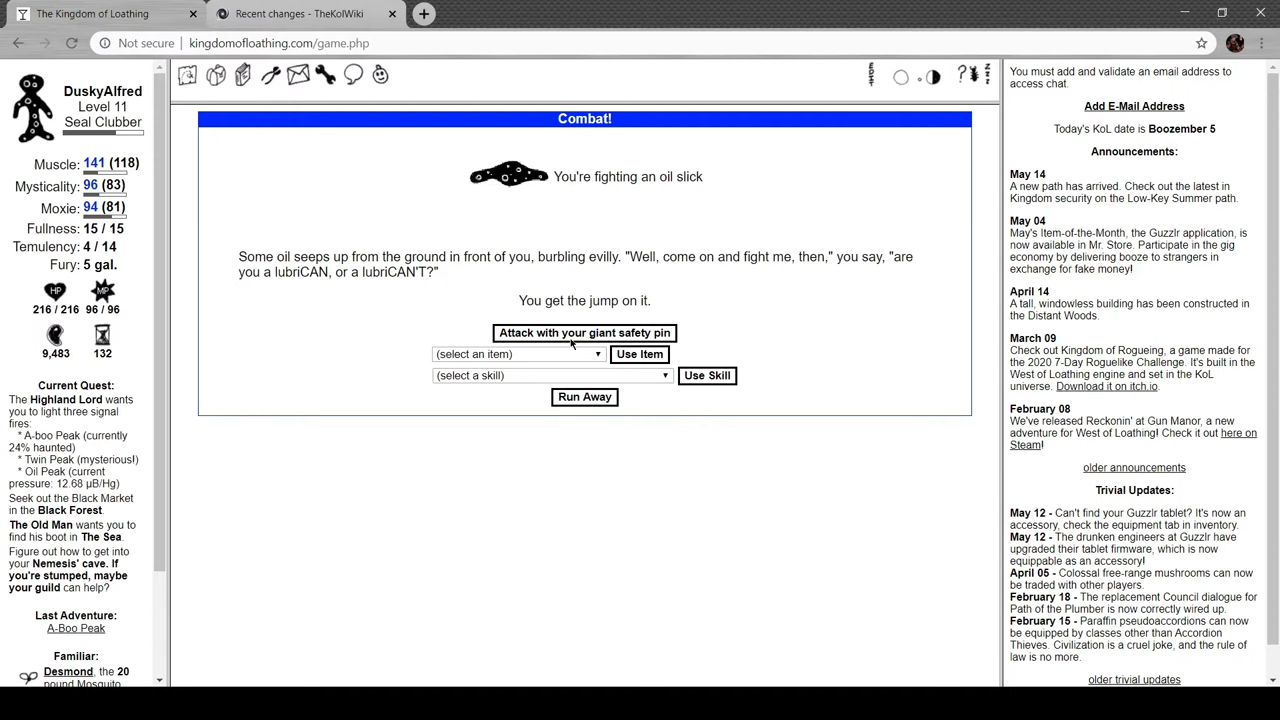 The Kingdom of Loathing
Recent changes - TheKolWiki
Not secure
kingdomofloathing.com/game.php
DuskyAlfred
Level 11
Seal Clubber
Muscle: 141 (118)
Mysticality: 96 (83)
Moxie: 94 (81)
Fullness: 15 / 15
Temulency: 4 / 14
Fury: 5 gal.
HP
MP
216 / 216
96 / 96
9,483
132
Current Quest:
The Highland Lord wants
you to light three signal
fires:
* A-boo Peak (currently
24% haunted)
* Twin Peak (mysterious!)
* Oil Peak (current
pressure: 12.68 µB/Hg)
Seek out the Black Market
in the Black Forest.
The Old Man wants you to
find his boot in The Sea.
Figure out how to get into
your Nemesis' cave. If
you're stumped, maybe
your guild can help?
Last Adventure:
A-Boo Peak
Familiar:
Desmond, the 20
pound Mosquito
Combat!
You're fighting an oil slick
Some oil seeps up from the ground in front of you, burbling evilly. "Well, come on and fight me, then," you say, "are
you a lubriCAN, or a lubriCAN'T?"
You get the jump on it.
Attack with your giant safety pin
(select an item)
Use Item
(select a skill)
Use Skill
Run Away
You must add and validate an email address to
access chat.
Add E-Mail Address
Today's KoL date is Boozember 5
Announcements:
May 14
A new path has arrived. Check out the latest in
Kingdom security on the Low-Key Summer path.
May 04
May's Item-of-the-Month, the Guzzlr application, is
now available in Mr. Store. Participate in the gig
economy by delivering booze to strangers in
exchange for fake money!
April 14
A tall, windowless building has been constructed in
the Distant Woods.
March 09
Check out Kingdom of Rogueing, a game made for
the 2020 7-Day Roguelike Challenge. It's built in the
West of Loathing engine and set in the KoL
universe. Download it on itch.io.
February 08
We've released Reckonin' at Gun Manor, a new
adventure for West of Loathing! Check it out here on
Steam!
older announcements
Trivial Updates:
May 12 - Can't find your Guzzlr tablet? It's now an
accessory, check the equipment tab in inventory.
May 12 - The drunken engineers at Guzzlr have
upgraded their tablet firmware, which is now
equippable as an accessory!
April 05 - Colossal free-range mushrooms can now
be traded with other players.
February 18 - The replacement Council dialogue for
Path of the Plumber is now correctly wired up.
February 15 - Paraffin pseudoaccordions can now
be equipped by classes other than Accordion
Thieves. Civilization is a cruel joke, and the rule of
law is no more.
older trivial updates